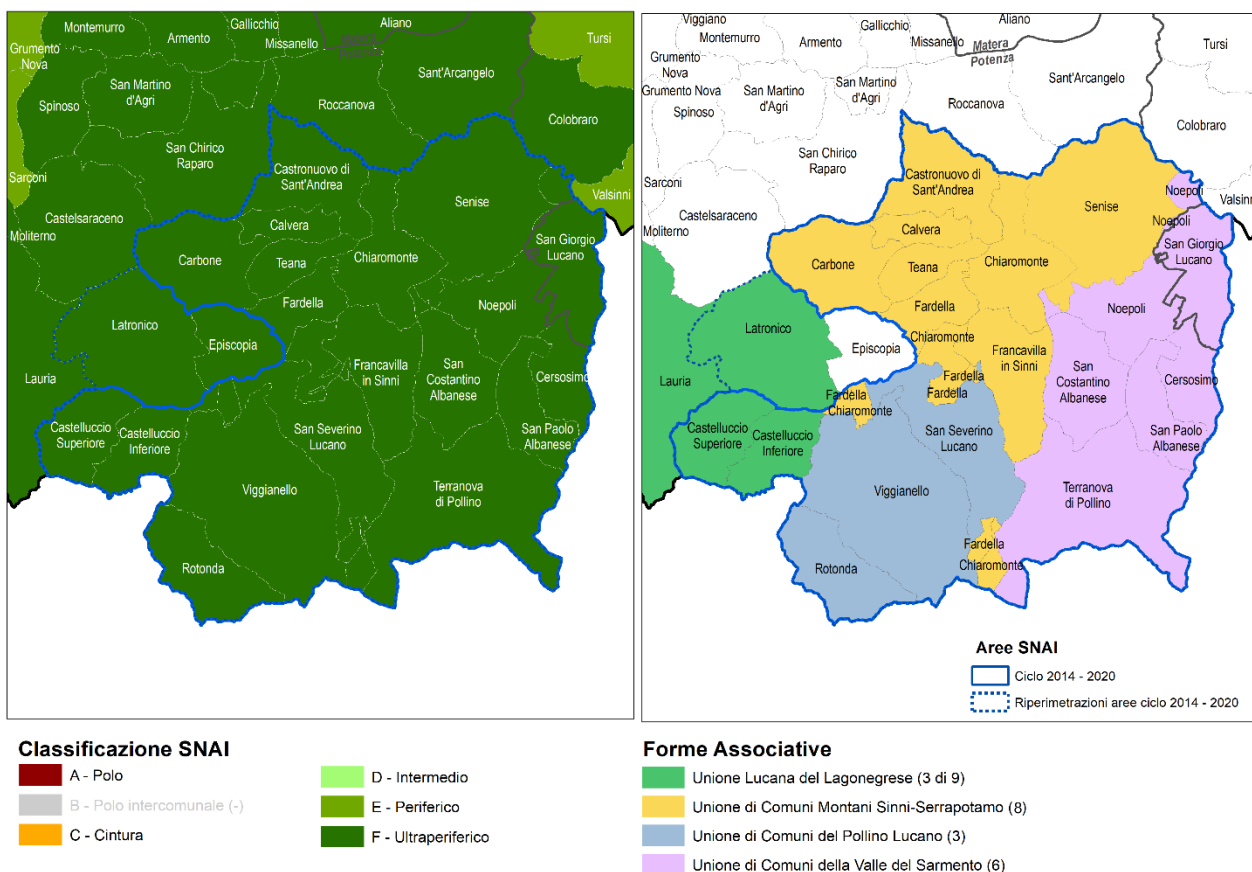 Montemurro
Gallicchio
Aliano
Armento
Missanello
Matera
Potenza
Tursi
Grumento
Nova
San Martino
d'Agri
Sant'Arcangelo
Spinoso
Roccanova
Colobraro
San Chirico
Raparo
Sarconi
Castronuovo di
Sant'Andrea
Valsinni
Castelsaraceno
Senise
Moliterno
Calvera
San Giorgio
Lucano
Carbone
Teana
Chiaromonte
Fardella
Noepoli
Latronico
Episcopia
Francavilla
in Sinni
San
Costantino
Albanese
Cersosimo
Lauria
Castelluccio
Superiore
Castelluccio
Inferiore
San Severino
Lucano
San Paolo
Albanese
Viggianello
Terranova
di Pollino
Rotonda
Viggiano
Montemurro
Gallicchio
Aliano
Armento
Missanello
Matera
Potenza
Tursi
Grumento
Nova
Grumento Nova
San Martino
d'Agri
San Martino
d'Agri
Sant'Arcangelo
Spinoso
Roccanova
Colobraro
San Chirico
Raparo
Sarconi
Castronuovo di
Sant'Andrea
Noepoli
Valsinni
Castelsaraceno
Senise
Noepoli
Moliterno
Calvera
San Giorgio
Lucano
Carbone
Teana
Chiaromonte
Fardella
Noepoli
Latronico
Episcopia
Chiaromonte
Francavilla
in Sinni
San
Costantino
Albanese
Fardella
Fardella
Cersosimo
Lauria
Fardella
Chiaromonte
Castelluccio
Superiore
Castelluccio
Inferiore
San Severino
Lucano
San Paolo
Albanese
Viggianello
Terranova
di Pollino
Fardella
Chiaromonte
Rotonda
Aree SNAI
Ciclo 2014 - 2020
Riperimetrazioni aree ciclo 2014 - 2020
Classificazione SNAI
A - Polo
B - Polo intercomunale (-)
C - Cintura
D - Intermedio
E - Periferico
F - Ultraperiferico
Forme Associative
Unione Lucana del Lagonegrese (3 di 9)
Unione di Comuni Montani Sinni-Serrapotamo (8)
Unione di Comuni del Pollino Lucano (3)
Unione di Comuni della Valle del Sarmento (6)